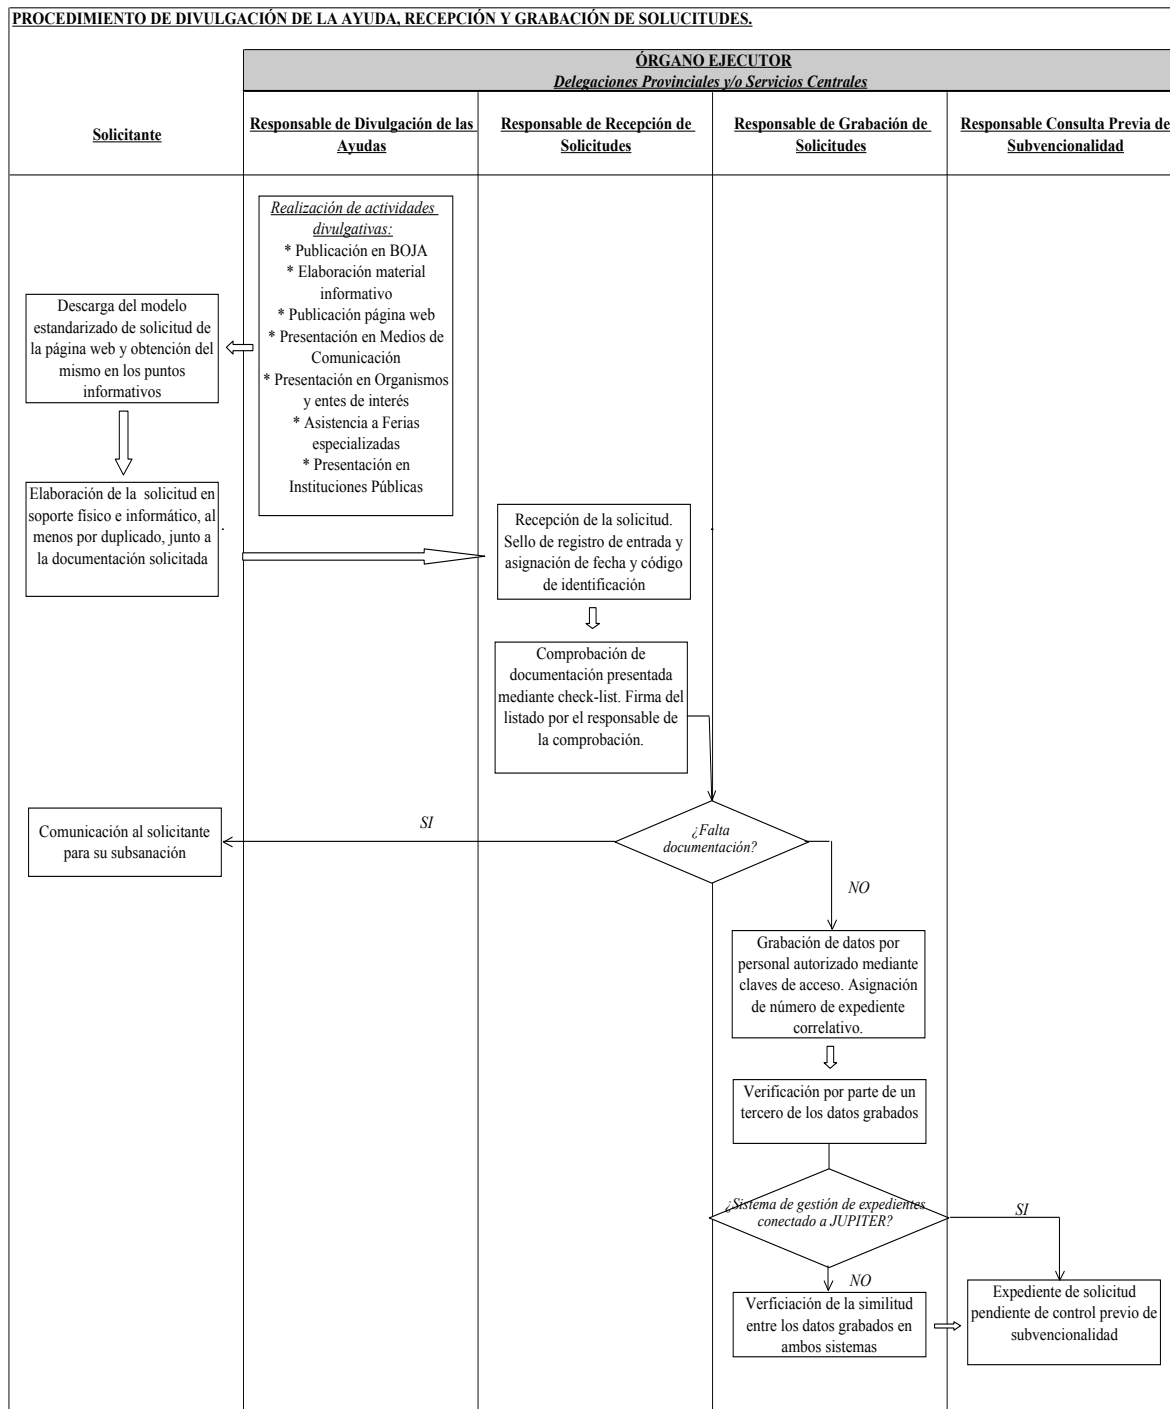 PROCEDIMIENTO DE DIVULGACIÓN DE LA AYUDA, RECEPCIÓN Y GRABACIÓN DE SOLUCITUDES.
ÓRGANO EJECUTOR
Delegaciones Provinciales y/o Servicios Centrales
Solicitante
Responsable de Divulgación de las
Ayudas
Responsable de Recepción de
Solicitudes
Responsable de Grabación de
Solicitudes
Responsable Consulta Previa de
Subvencionalidad
Realización de actividades
divulgativas:
* Publicación en BOJA
* Elaboración material
informativo
* Publicación página web
* Presentación en Medios de
Comunicación
* Presentación en Organismos
y entes de interés
* Asistencia a Ferias
especializadas
* Presentación en
Instituciones Públicas
Descarga del modelo
estandarizado de solicitud de
la página web y obtención del
mismo en los puntos
informativos
Elaboración de la solicitud en
soporte físico e informático, al
menos por duplicado, junto a
la documentación solicitada
Recepción de la solicitud.
Sello de registro de entrada y
asignación de fecha y código
de identificación
Comprobación de
documentación presentada
mediante check-list. Firma del
listado por el responsable de
la comprobación.
¿Falta
documentación?
SI
Comunicación al solicitante
para su subsanación
NO
Grabación de datos por
personal autorizado mediante
claves de acceso. Asignación
de número de expediente
correlativo.
Verificación por parte de un
tercero de los datos grabados
¿Sistema de gestión de expedientes
conectado a JUPITER?
SI
NO
Verficiación de la similitud
entre los datos grabados en
ambos sistemas
Expediente de solicitud
pendiente de control previo de
subvencionalidad